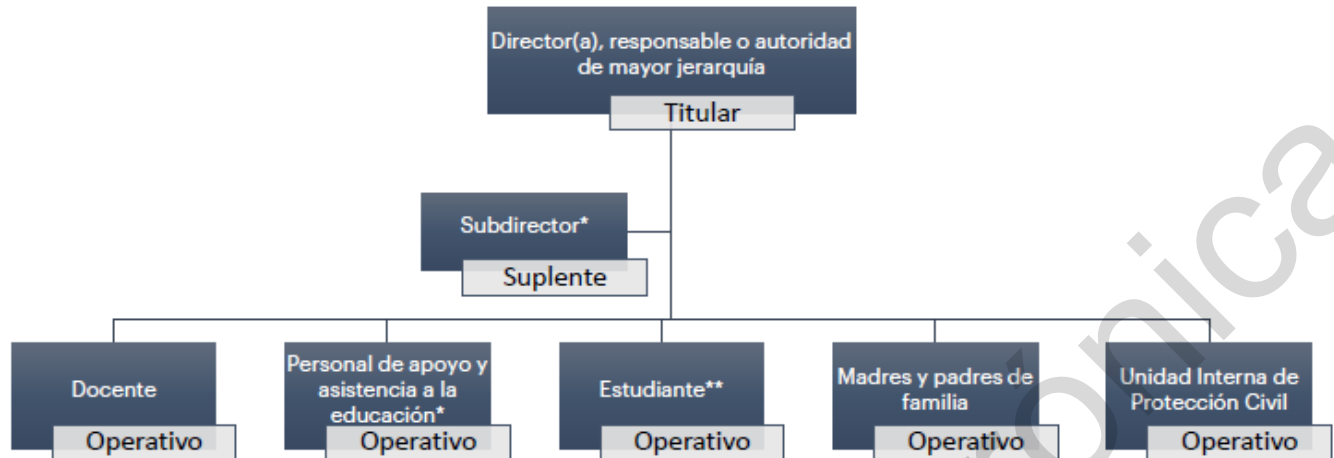 Director(a), responsable o autoridad
de mayor jerarquía
Titular
Subdirector*
Suplente
Docente
Operativo
Personal de apoyo y
asistencia a la
educación*
Operativo
Estudiante**
Operativo
Madres y padres de
familia
Operativo
Unidad Interna de
Protección Civil
Operativo